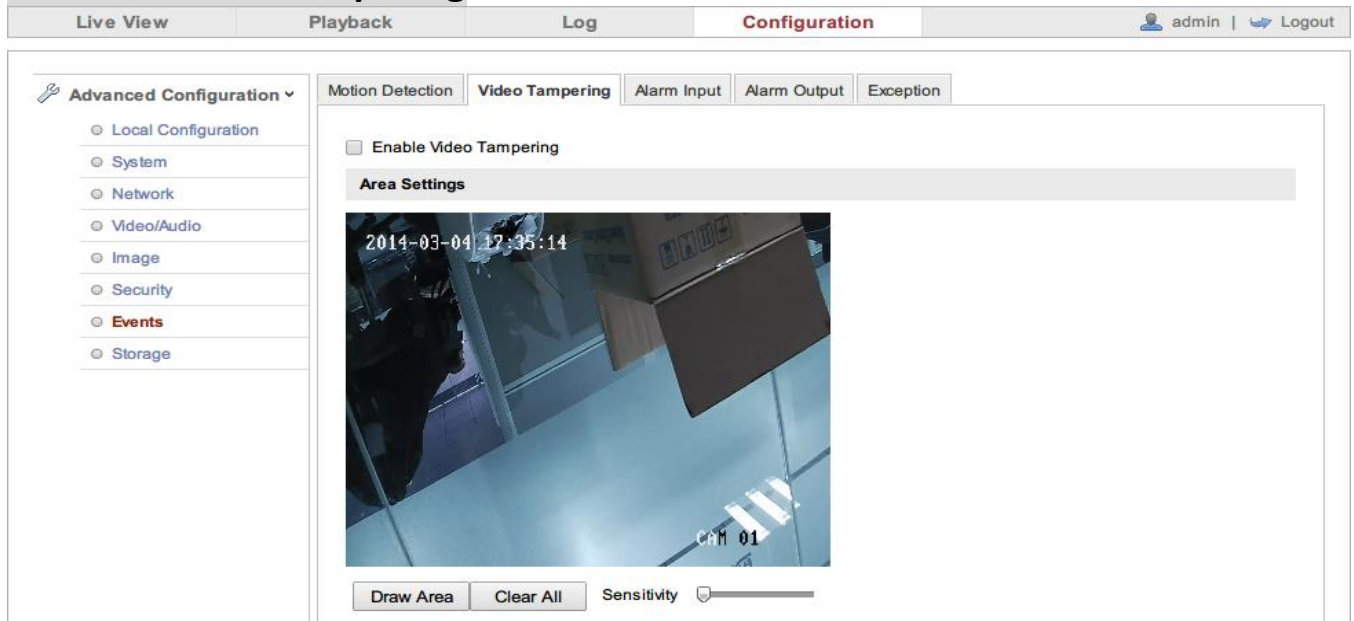 Live View Playback Log Configuration admin | Logout
Advanced Configuration
Local Configuration
System
Network
Video/Audio
Image
Security
Events
Storage
Motion Detection Video Tampering Alarm Input Alarm Output Exception
Enable Video Tampering
Area Settings
2014-03-04 17:35:14
CAM 01
Draw Area Clear All Sensitivity